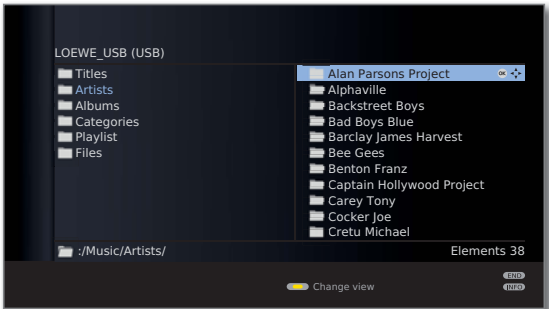 LOEWE_USB (USB)
Titles
Artists
Albums
Categories
Playlist
Files
Alan Parsons Project OK
Alphaville
Backstreet Boys
Bad Boys Blue
Barclay James Harvest
Bee Gees
Benton Franz
Captain Hollywood Project
Carey Tony
Cocker Joe
Cretu Michael
:/Music/Artists/ Elements 38
END
Change view INFO